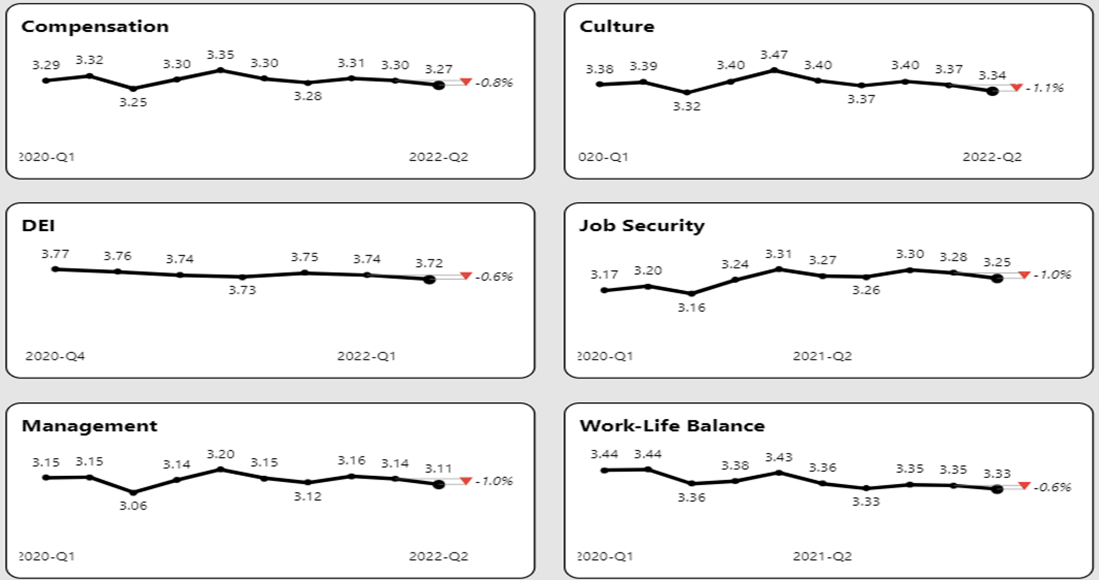 Compensation
3.29 3.32 3.25 3.30 3.35 3.30 3.28 3.31 3.30 3.27 -0.8%
2020-Q1 2022-Q2
Culture
3.38 3.39 3.32 3.40 3.47 3.40 3.37 3.40 3.37 3.34 -1.1%
020-Q1 2022-Q2
DEI
3.77 3.76 3.74 3.73 3.75 3.74 3.72 -0.6%
2020-Q4 2022-Q1
Job Security
3.17 3.20 3.16 3.24 3.31 3.27 3.26 3.30 3.28 3.25 -1.0%
2020-Q1 2021-Q2
Management
3.15 3.15 3.06 3.14 3.20 3.15 3.12 3.16 3.14 3.11 -1.0%
2020-Q1 2022-Q2
Work-Life Balance
3.44 3.44 3.36 3.38 3.43 3.36 3.33 3.35 3.35 3.33 -0.6%
2020-Q1 2021-Q2